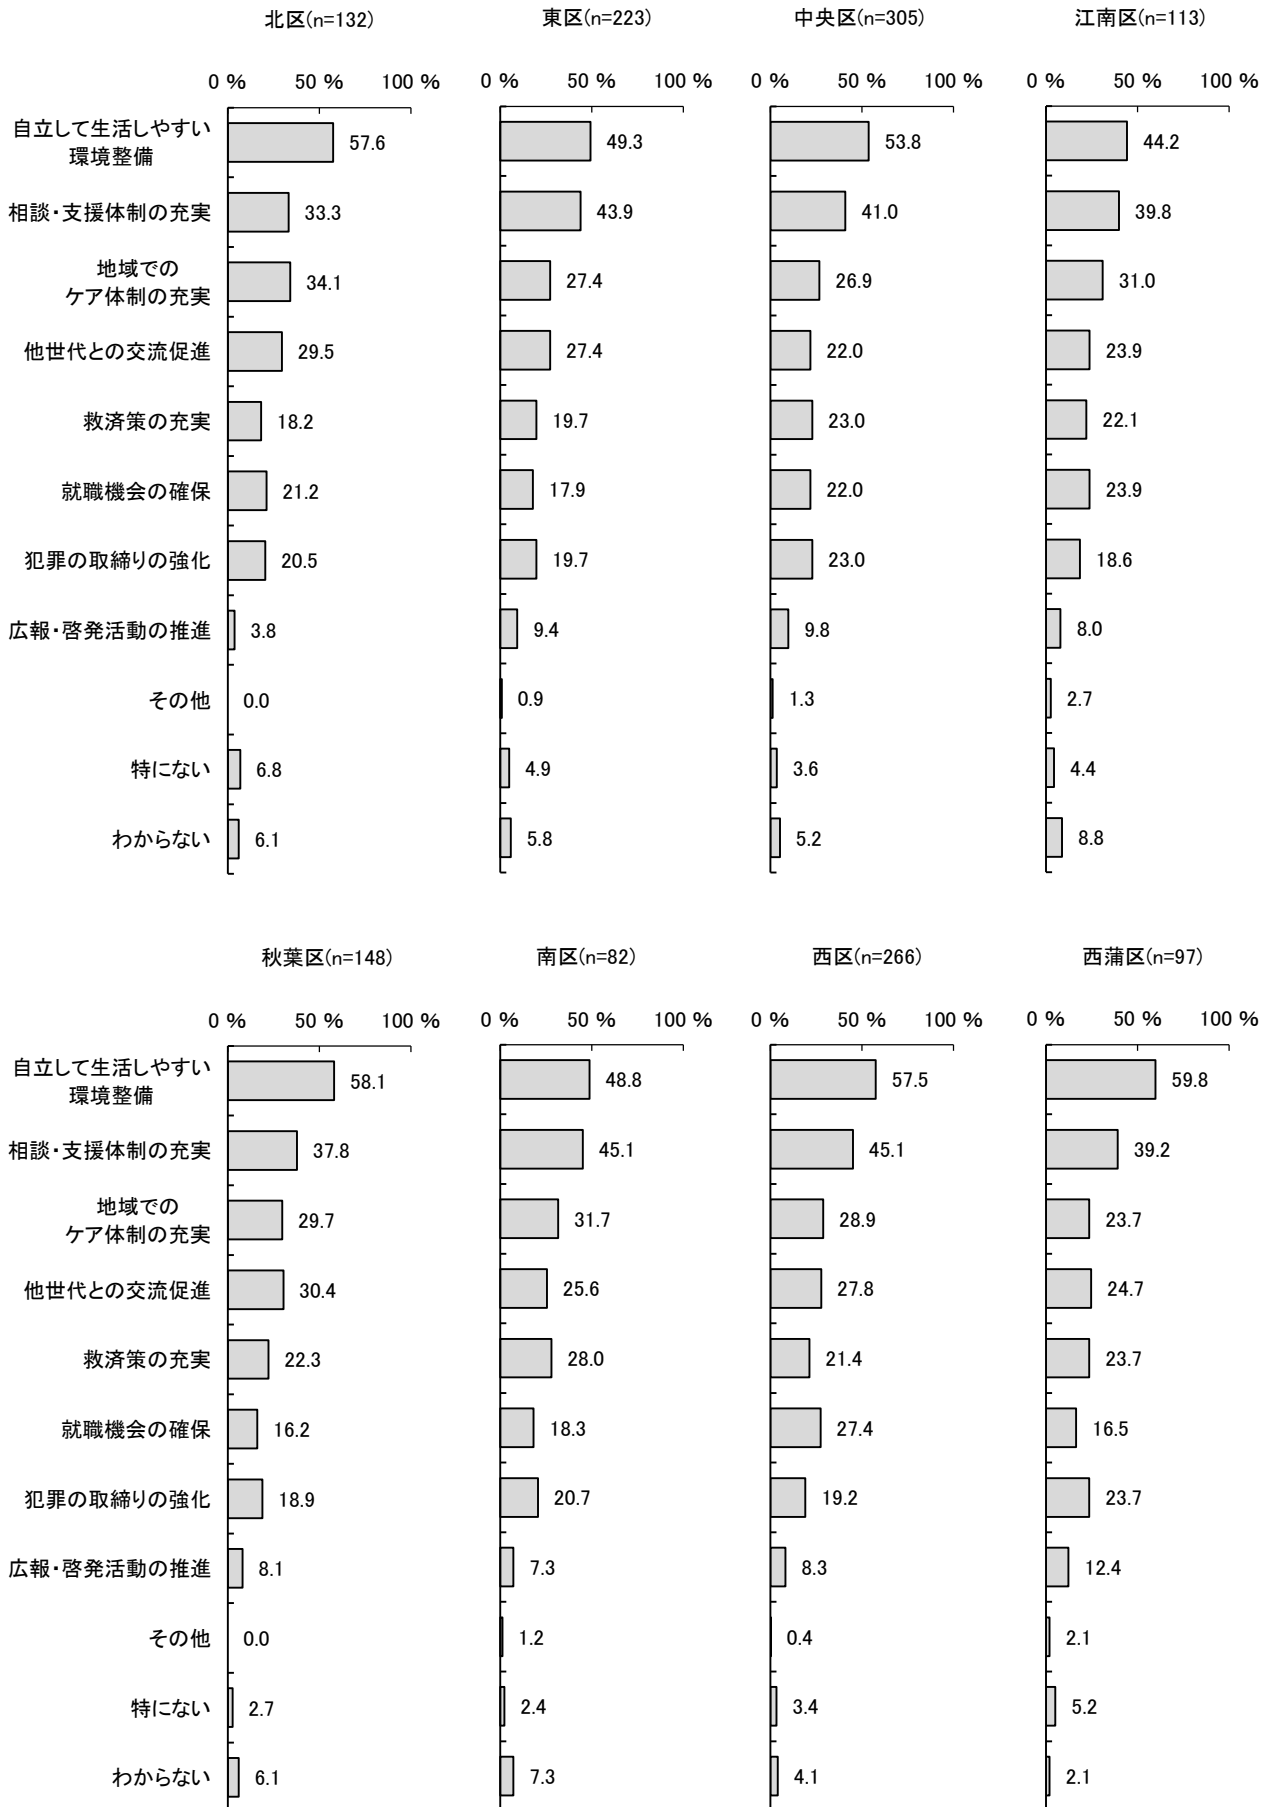 北区(n=132) 東区(n=223) 中央区(n=305) 江南区(n=113)
0 % 50 % 100 % 0 % 50 % 100 % 0 % 50 % 100 % 0 % 50 % 100 %
自立して生活しやすい
環境整備 57.6 49.3 53.8 44.2
相談・支援体制の充実 33.3 43.9 41.0 39.8
地域での
ケア体制の充実 34.1 27.4 26.9 31.0
他世代との交流促進 29.5 27.4 22.0 23.9
救済策の充実 18.2 19.7 23.0 22.1
就職機会の確保 21.2 17.9 22.0 23.9
犯罪の取締りの強化 20.5 19.7 23.0 18.6
広報・啓発活動の推進 3.8 9.4 9.8 8.0
その他 0.0 0.9 1.3 2.7
特にない 6.8 4.9 3.6 4.4
わからない 6.1 5.8 5.2 8.8
秋葉区(n=148) 南区(n=82) 西区(n=266) 西蒲区(n=97)
0 % 50 % 100 % 0 % 50 % 100 % 0 % 50 % 100 % 0 % 50 % 100 %
自立して生活しやすい
環境整備 58.1 48.8 57.5 59.8
相談・支援体制の充実 37.8 45.1 45.1 39.2
地域での
ケア体制の充実 29.7 31.7 28.9 23.7
他世代との交流促進 30.4 25.6 27.8 24.7
救済策の充実 22.3 28.0 21.4 23.7
就職機会の確保 16.2 18.3 27.4 16.5
犯罪の取締りの強化 18.9 20.7 19.2 23.7
広報・啓発活動の推進 8.1 7.3 8.3 12.4
その他 0.0 1.2 0.4 2.1
特にない 2.7 2.4 3.4 5.2
わからない 6.1 7.3 4.1 2.1